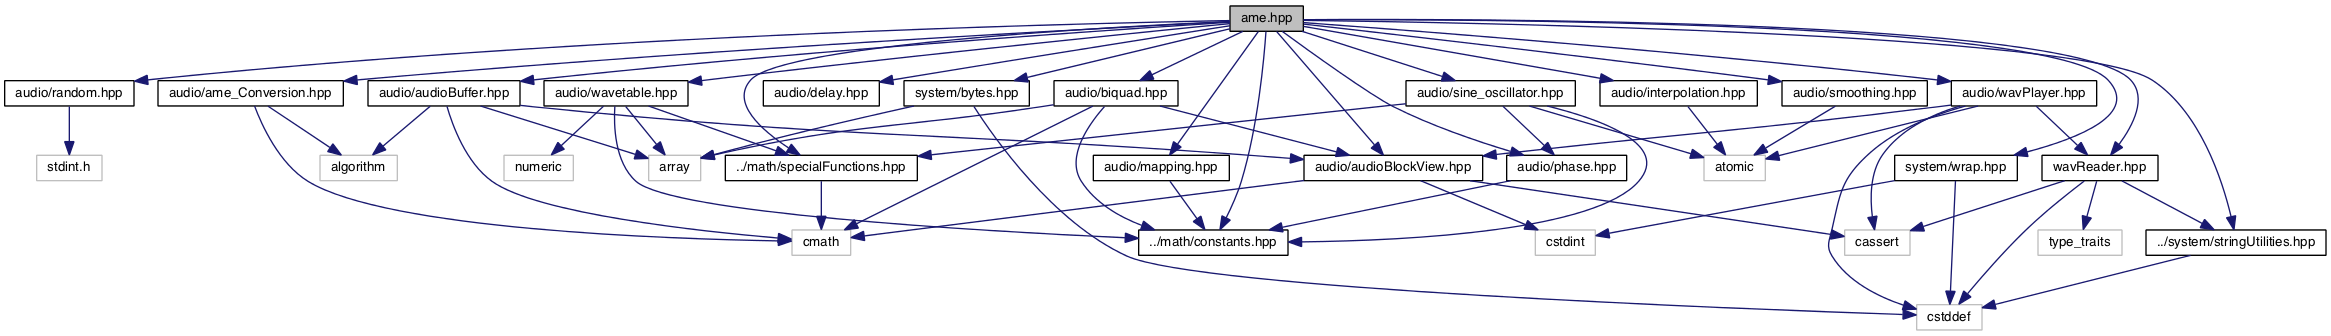 ame.hpp
audio/random.hpp
audio/ame_Conversion.hpp
audio/audioBuffer.hpp
audio/wavetable.hpp
audio/delay.hpp
system/bytes.hpp
audio/biquad.hpp
audio/sine_oscillator.hpp
audio/interpolation.hpp
audio/smoothing.hpp
audio/wavPlayer.hpp
stdint.h
algorithm
numeric
array
../math/specialFunctions.hpp
audio/mapping.hpp
audio/audioBlockView.hpp
audio/phase.hpp
atomic
system/wrap.hpp
wavReader.hpp
cmath
../math/constants.hpp
cstdint
cassert
type_traits
../system/stringUtilities.hpp
cstddef